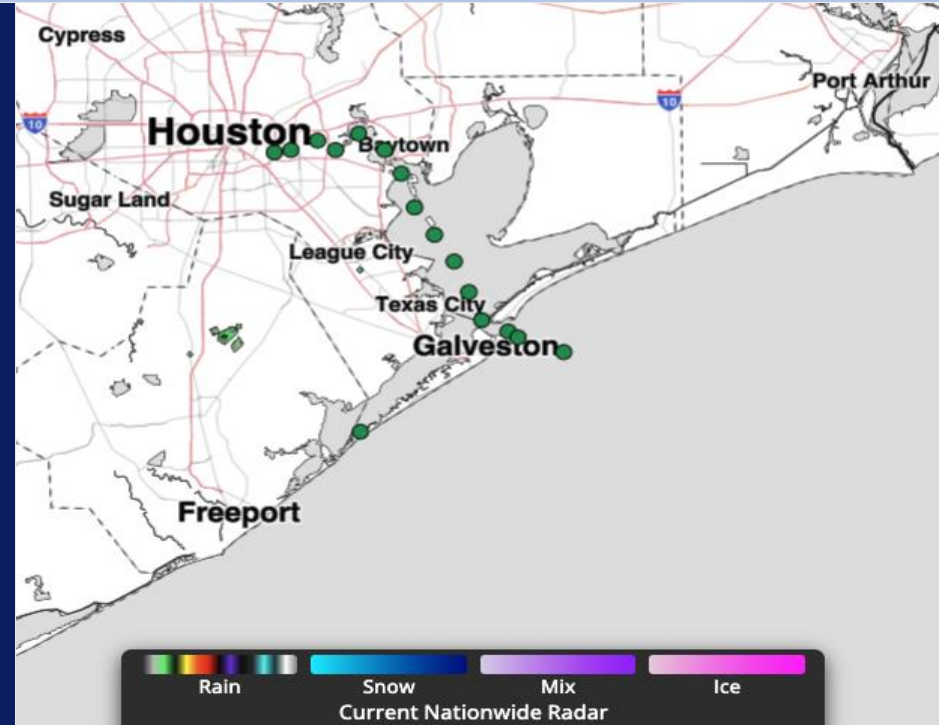 Cypress
Port Arthur
10
10
Houston
Baytown
Sugar Land
League City
Texas City
Galveston
Freeport
Rain
Snow
Mix
Ice
Current Nationwide Radar